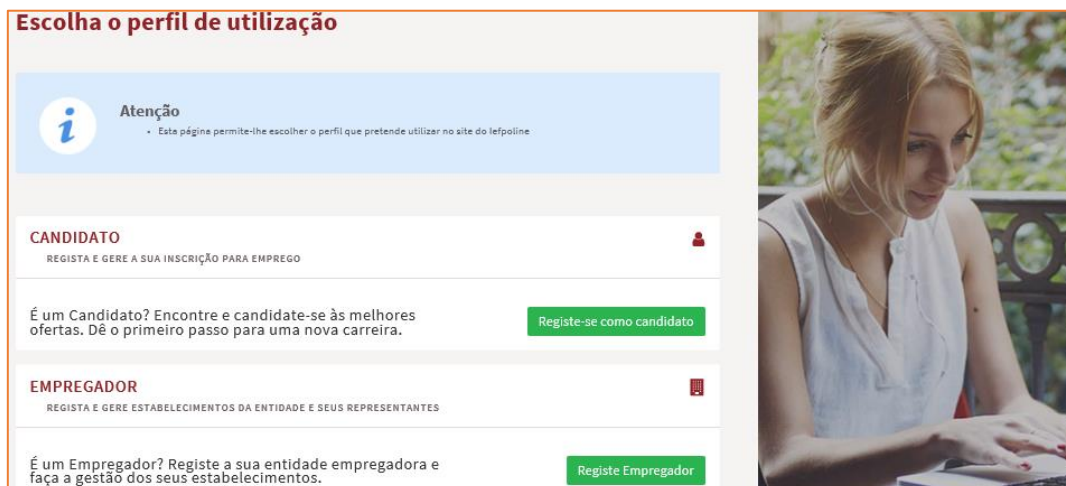 Escolha o perfil de utilização
Atenção
• Esta página permite-lhe escolher o perfil que pretende utilizar no site do Iefponline
CANDIDATO
REGISTA E GERE A SUA INSCRIÇÃO PARA EMPREGO
É um Candidato? Encontre e candidate-se às melhores
ofertas. Dê o primeiro passo para uma nova carreira.
Registe-se como candidato
EMPREGADOR
REGISTA E GERE ESTABELECIMENTOS DA ENTIDADE E SEUS REPRESENTANTES
É um Empregador? Registe a sua entidade empregadora e
faça a gestão dos seus estabelecimentos.
Registe Empregador